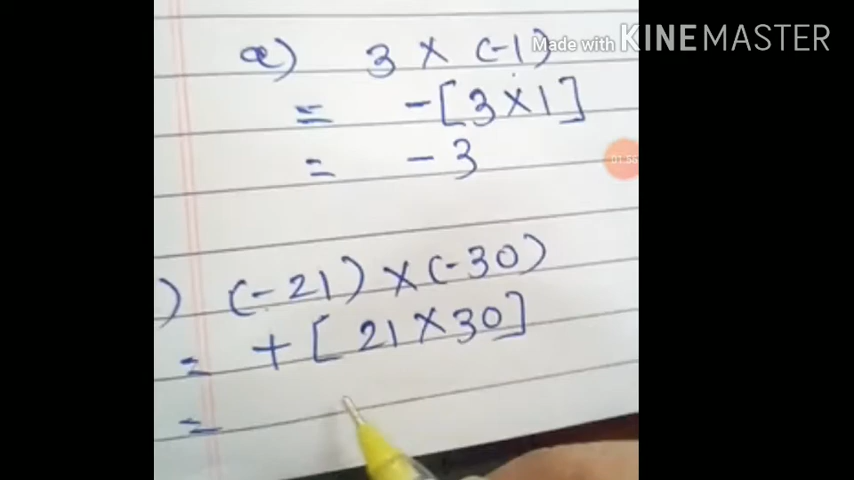 a) 3 × (-1)
Made with KINEMASTER
= -[3×1]
= -3
) (-21) × (-30)
= +[21×30]
=